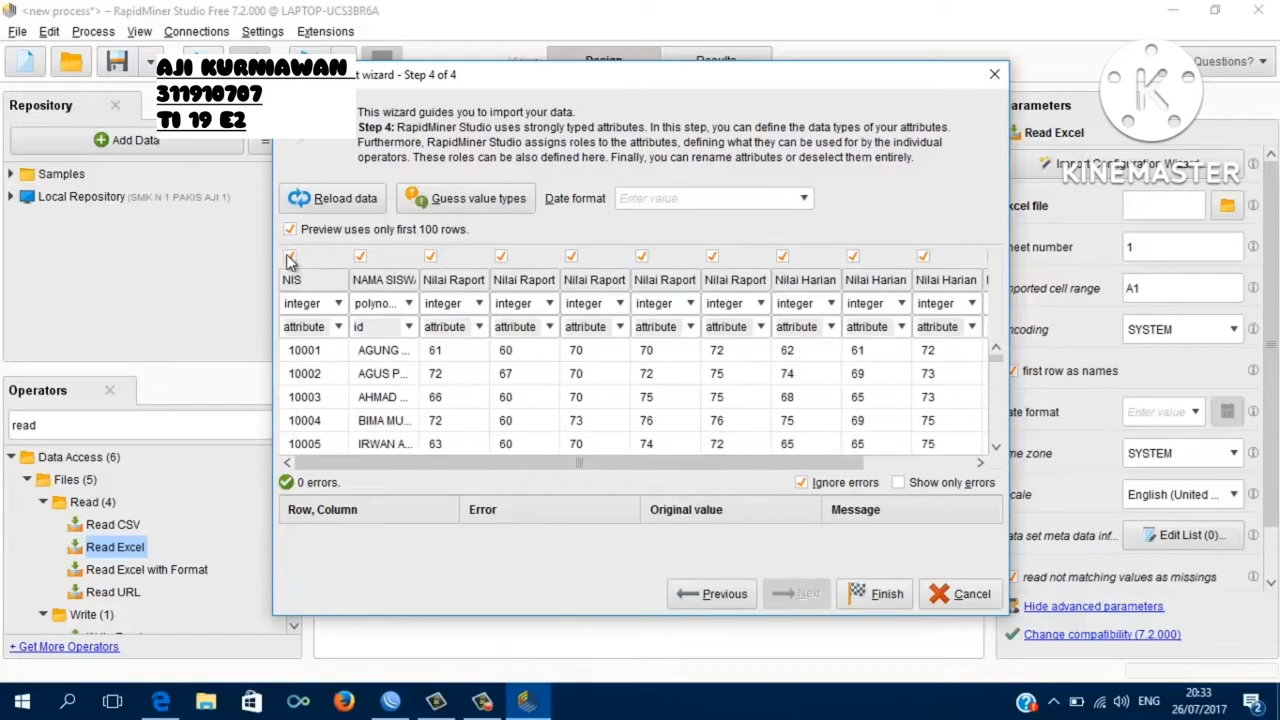 <new process*> – RapidMiner Studio Free 7.2.000 @ LAPTOP-UCS3BR6A
File Edit Process View Connections Settings Extensions
Questions?
AJI KURNIAWAN
311910707
TI 19 E2
wizard - Step 4 of 4
Repository
Add Data
Samples
Local Repository (SMK N 1 PAKIS AJI 1)
This wizard guides you to import your data.
Step 4: RapidMiner Studio uses strongly typed attributes. In this step, you can define the data types of your attributes.
Furthermore, RapidMiner Studio assigns roles to the attributes, defining what they can be used for by the individual
operators. These roles can be also defined here. Finally, you can rename attributes or deselect them entirely.
Reload data Guess value types Date format Enter value...
Preview uses only first 100 rows.
NIS NAMA SISW Nilai Raport Nilai Raport Nilai Raport Nilai Raport Nilai Raport Nilai Harian Nilai Harian Nilai Harian
integer polyno... integer integer integer integer integer integer integer integer
attribute id attribute attribute attribute attribute attribute attribute attribute attribute
10001 AGUNG ... 61 60 70 70 72 62 61 72
10002 AGUS P... 72 67 70 72 75 74 69 73
10003 AHMAD ... 66 60 70 75 75 68 65 73
10004 BIMA MU... 72 60 73 76 76 75 69 75
10005 IRWAN A... 63 60 70 74 72 65 65 75
0 errors. Ignore errors Show only errors
Row, Column Error Original value Message
Previous Next Finish Cancel
Operators
read
Data Access (6)
Files (5)
Read (4)
Read CSV
Read Excel
Read Excel with Format
Read URL
Write (1)
+ Get More Operators
K
KINEMASTER
arameters
Read Excel
Import Configuration Wizard...
xcel file
heet number 1
ported cell range A1
ncoding SYSTEM
first row as names
ate format Enter value
me zone SYSTEM
cale English (United ...
ata set meta data inf... Edit List (0)...
read not matching values as missings
Hide advanced parameters
Change compatibility (7.2.000)
ENG
20:33
26/07/2017
2